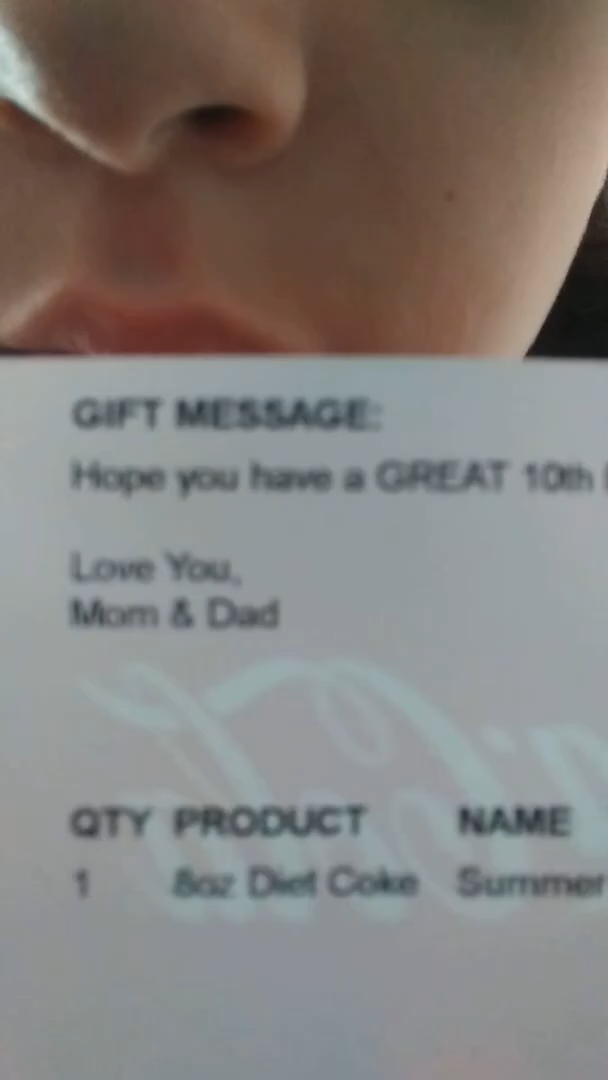 GIFT MESSAGE:
Hope you have a GREAT 10th
Love You,
Mom & Dad
QTY PRODUCT NAME
1 8oz Diet Coke Summer